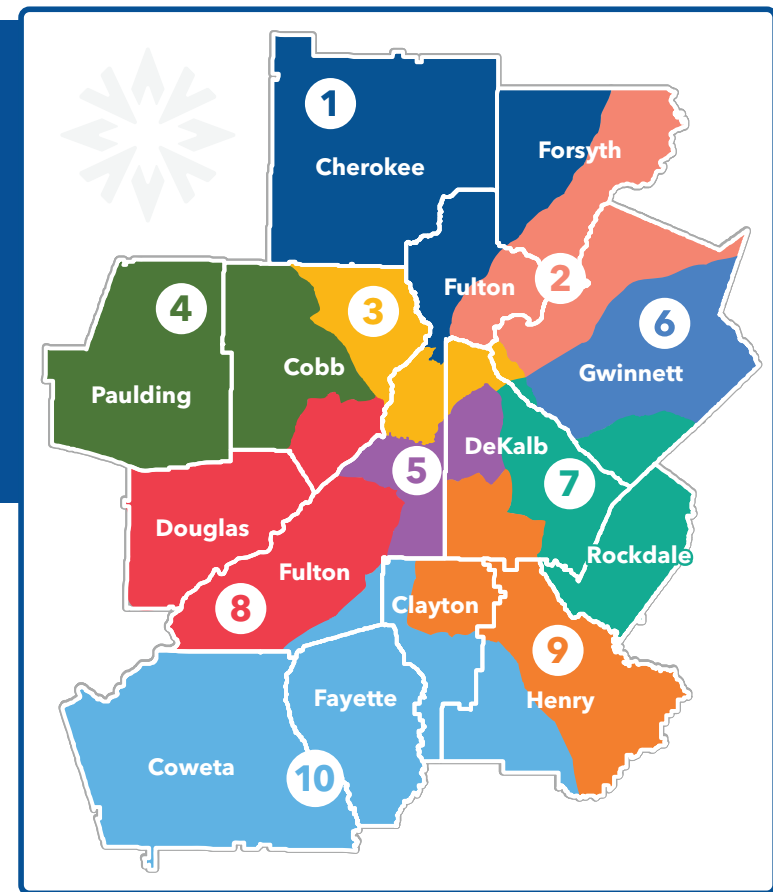 1
Cherokee
Forsyth
Fulton
2
4
3
6
Cobb
Gwinnett
Paulding
DeKalb
5
7
Douglas
Rockdale
Fulton
8
Clayton
9
Henry
Fayette
Coweta
10